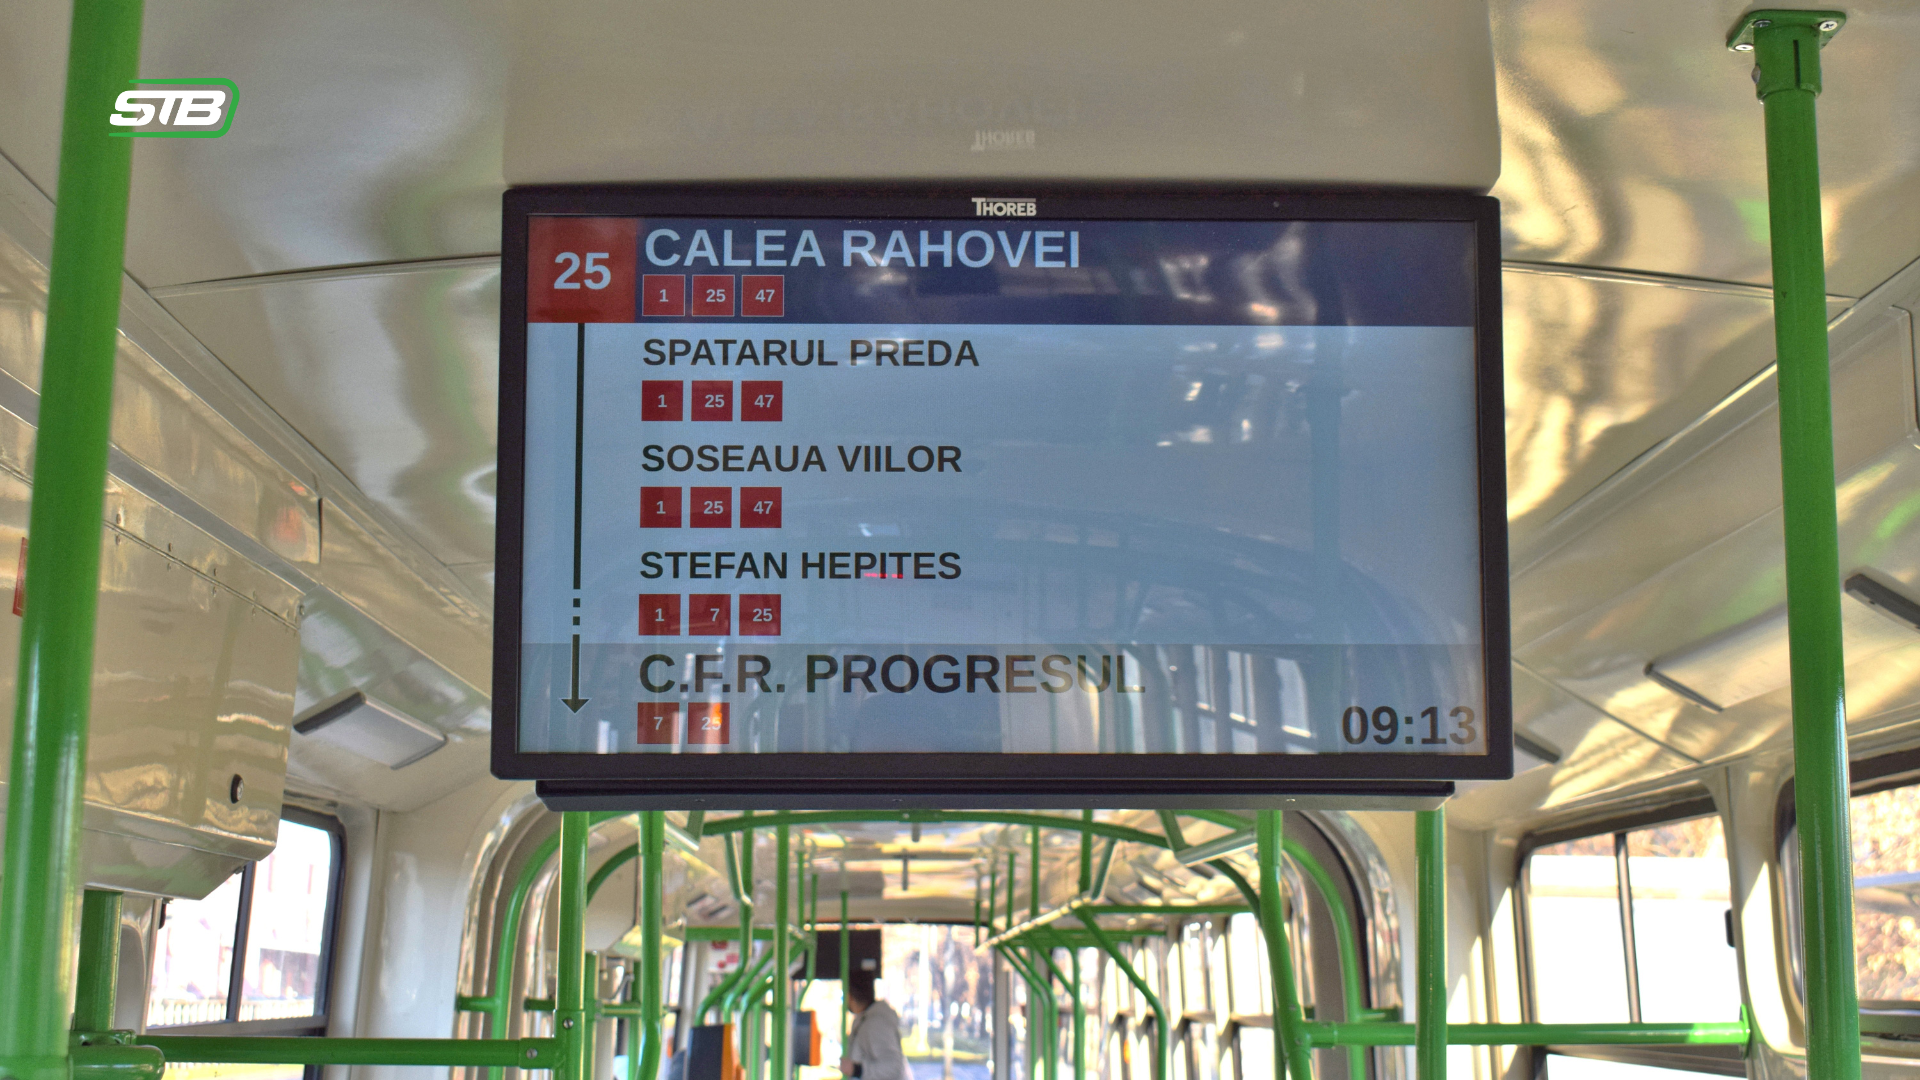 STB
THOREB
25
CALEA RAHOVEI
1 25 47
SPATARUL PREDA
1 25 47
SOSEAUA VIILOR
1 25 47
STEFAN HEPITES
1 7 25
C.F.R. PROGRESUL
7 25
09:13